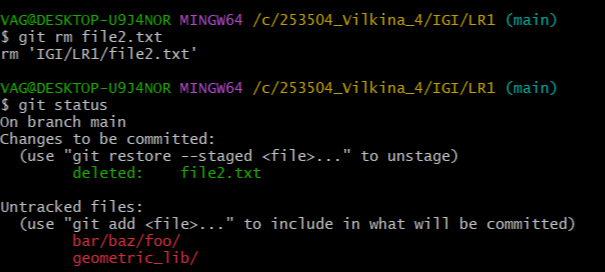 VAG@DESKTOP-U9J4NOR MINGW64 /c/253504_Vilkina_4/IGI/LR1 (main)
$ git rm file2.txt
rm 'IGI/LR1/file2.txt'
VAG@DESKTOP-U9J4NOR MINGW64 /c/253504_Vilkina_4/IGI/LR1 (main)
$ git status
On branch main
Changes to be committed:
  (use "git restore --staged <file>..." to unstage)
        deleted:    file2.txt
Untracked files:
  (use "git add <file>..." to include in what will be committed)
        bar/baz/foo/
        geometric_lib/